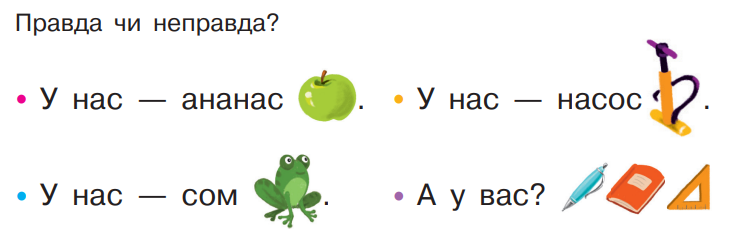 Правда чи неправда?
• У нас — ананас .
• У нас — насос .
• У нас — сом .
• А у вас?